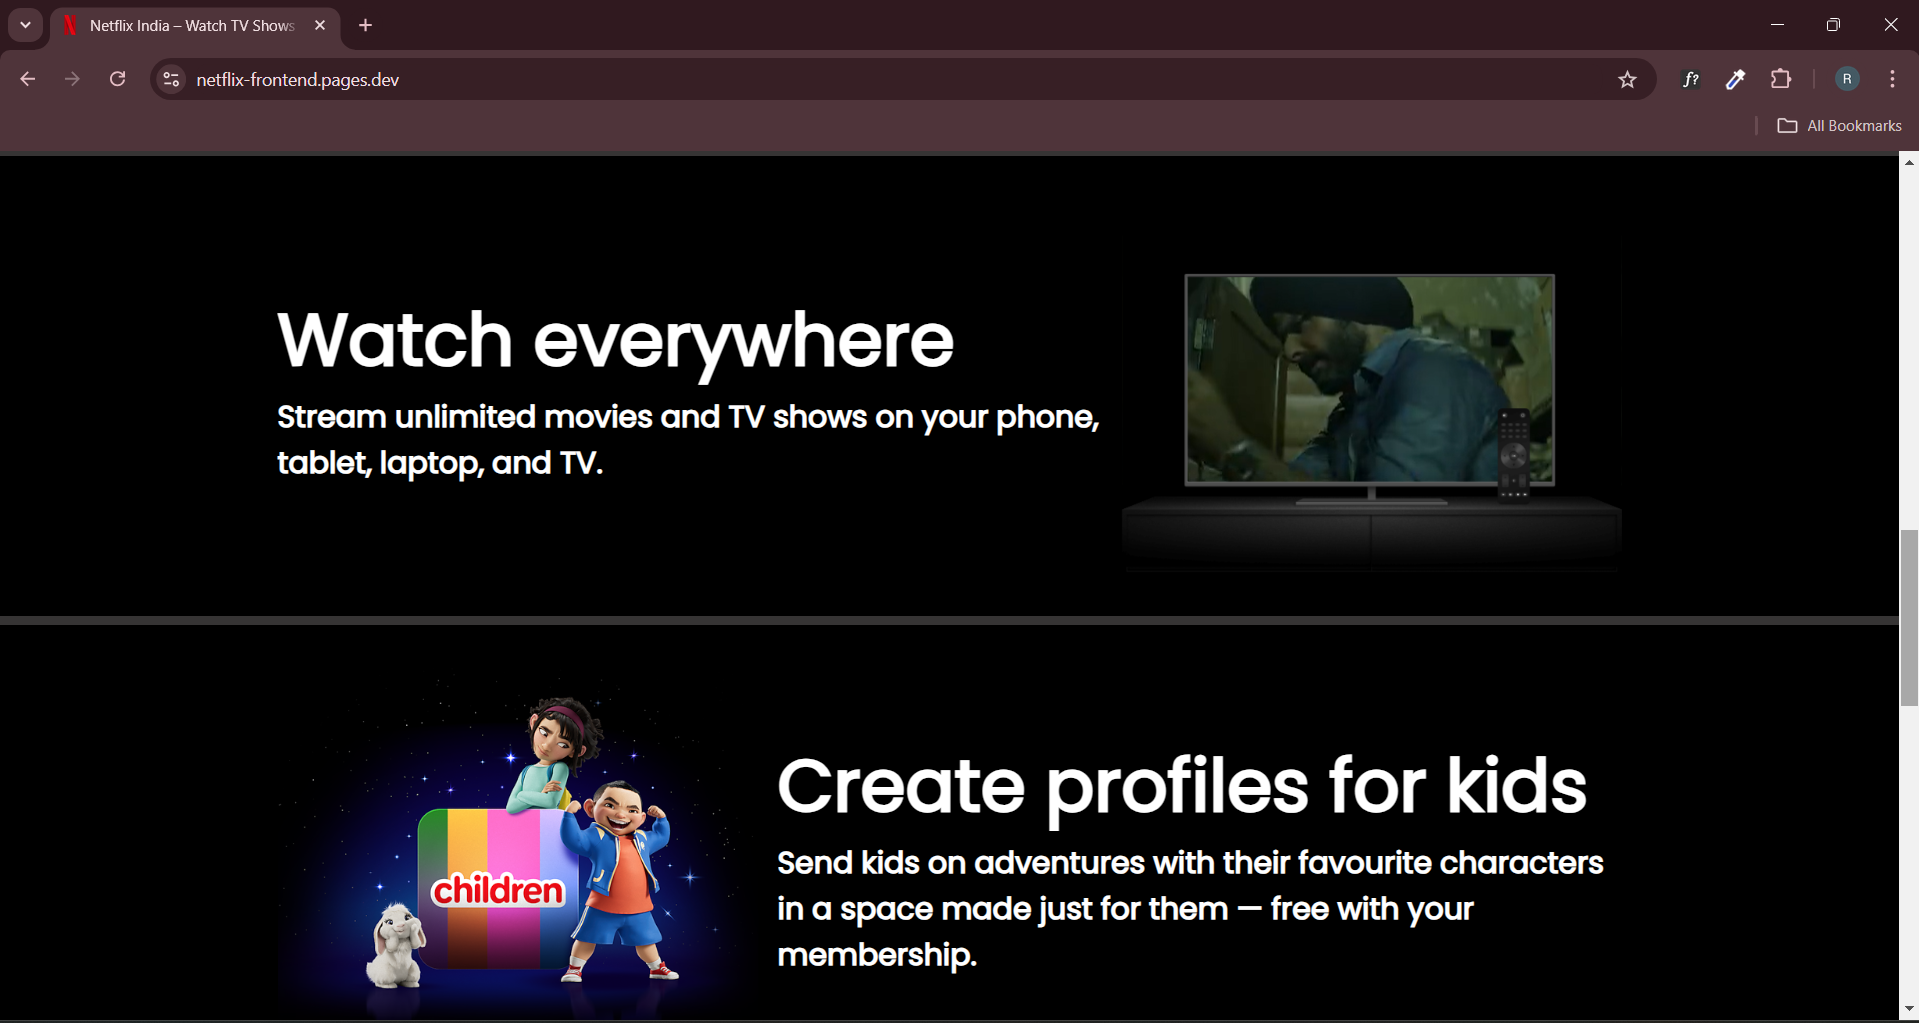 Netflix India – Watch TV Shows
netflix-frontend.pages.dev
f?
R
All Bookmarks
Watch everywhere
Stream unlimited movies and TV shows on your phone,
tablet, laptop, and TV.
children
Create profiles for kids
Send kids on adventures with their favourite characters
in a space made just for them — free with your
membership.